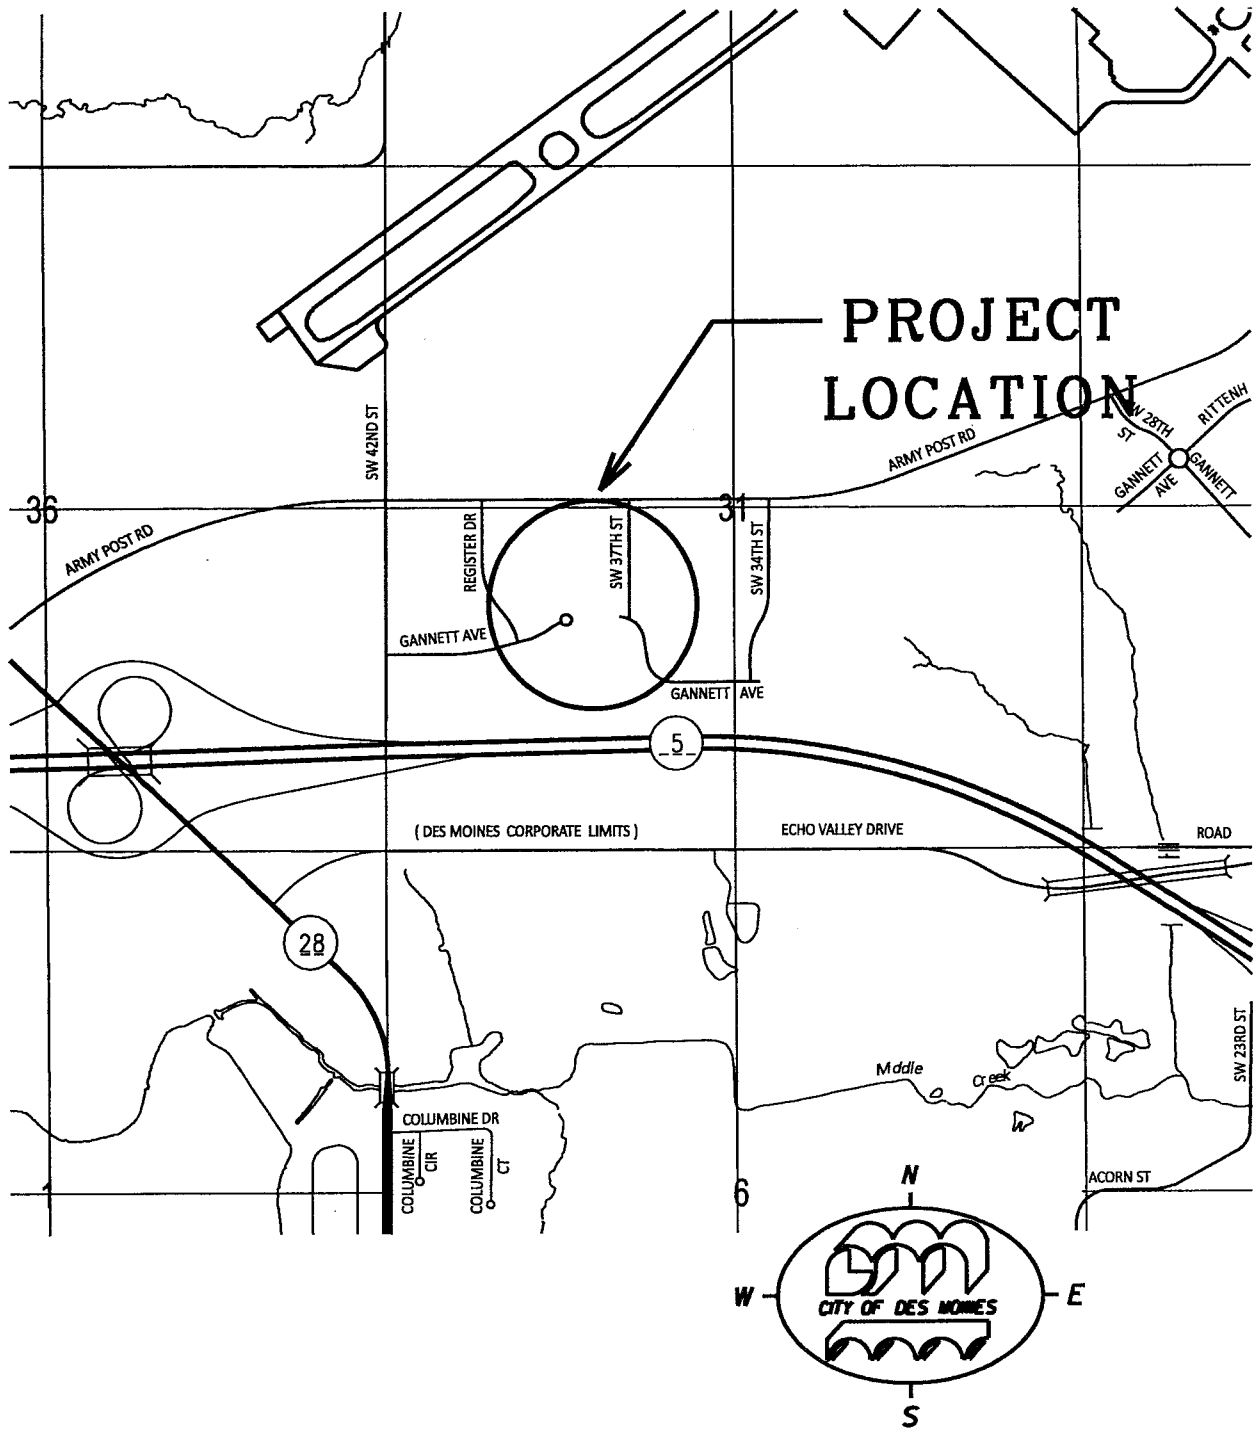 PROJECT
LOCATION
SW 42ND ST
ARMY POST RD
SW 28TH
ST
RITTENH
GANNETT
AVE
GANNETT
36
31
ARMY POST RD
REGISTER DR
SW 37TH ST
SW 34TH ST
GANNETT AVE
GANNETT AVE
5
( DES MOINES CORPORATE LIMITS )
ECHO VALLEY DRIVE
ROAD
28
SW 23RD ST
Mddle
Creek
COLUMBINE DR
COLUMBINE
CIR
COLUMBINE
CT
ACORN ST
1
6
N
W
E
CITY OF DES MOINES
S